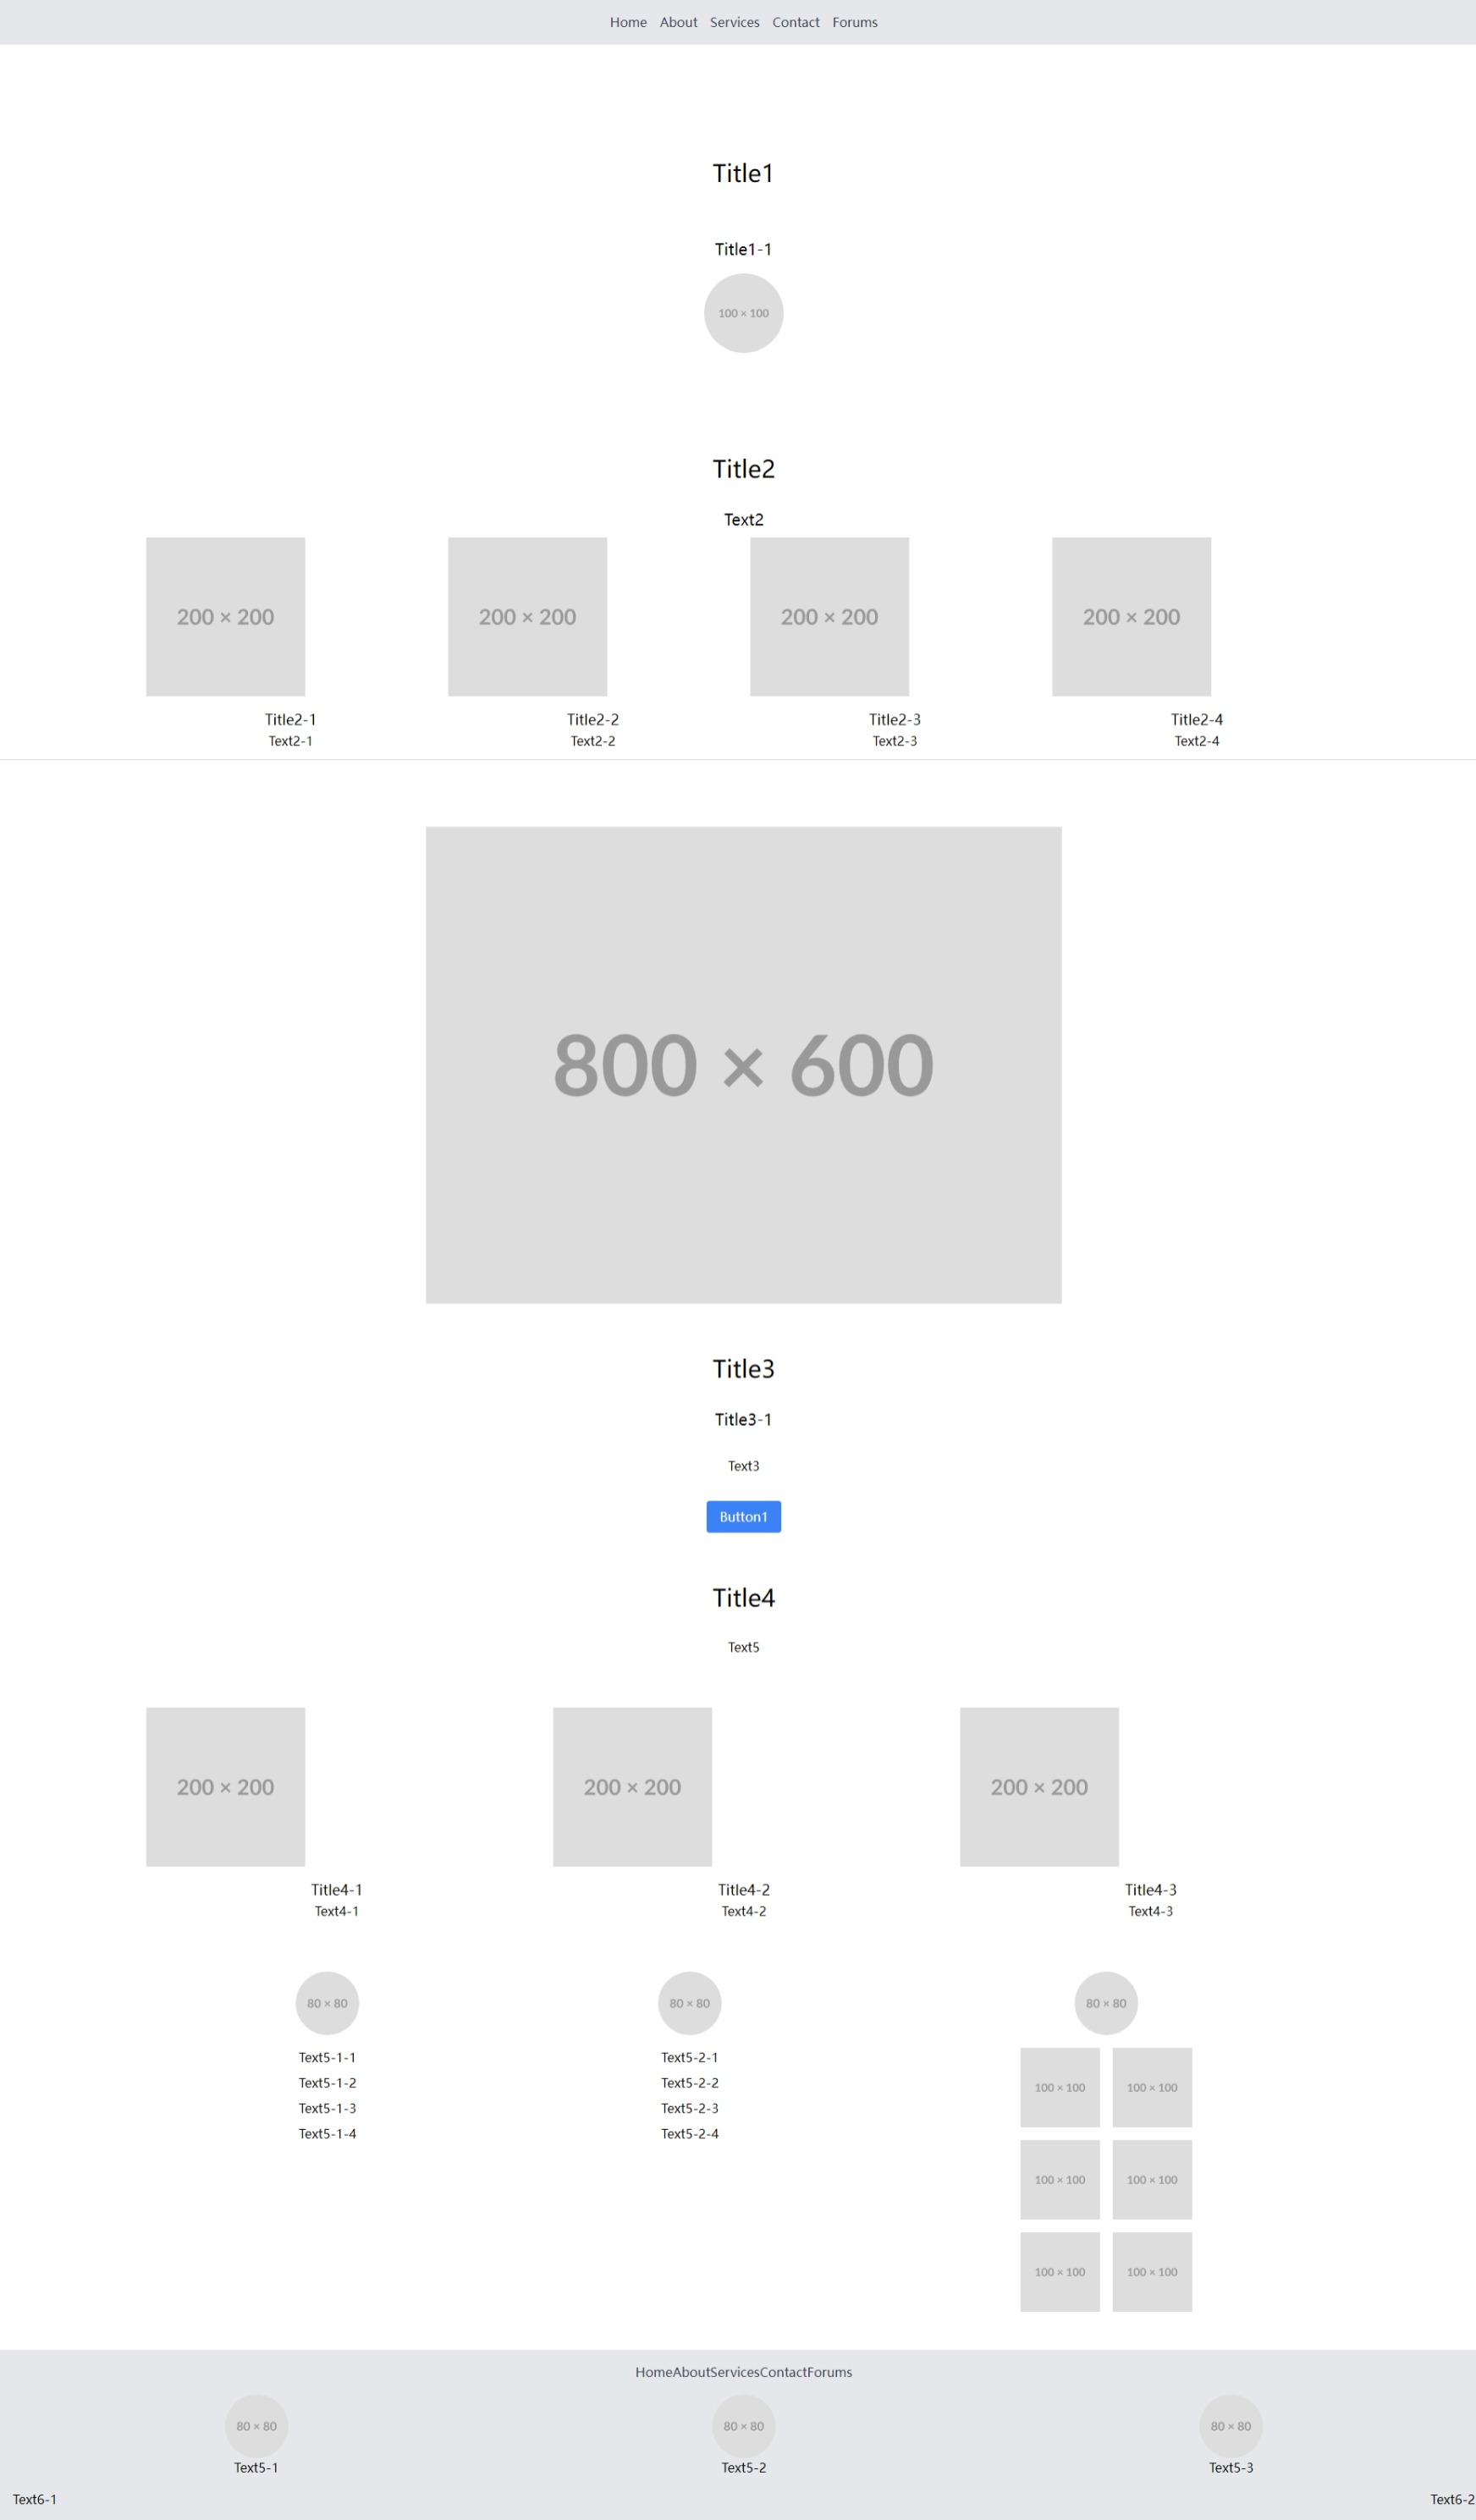 Home About Services Contact Forums
Title1
Title1-1
100 × 100
Title2
Text2
200 × 200 200 × 200 200 × 200 200 × 200
Title2-1 Title2-2 Title2-3 Title2-4
Text2-1 Text2-2 Text2-3 Text2-4
800 × 600
Title3
Title3-1
Text3
Button1
Title4
Text5
200 × 200 200 × 200 200 × 200
Title4-1 Title4-2 Title4-3
Text4-1 Text4-2 Text4-3
80 × 80 80 × 80 80 × 80
Text5-1-1 Text5-2-1
Text5-1-2 Text5-2-2
Text5-1-3 Text5-2-3
Text5-1-4 Text5-2-4
100 × 100 100 × 100
100 × 100 100 × 100
100 × 100 100 × 100
HomeAboutServicesContactForums
80 × 80 80 × 80 80 × 80
Text5-1 Text5-2 Text5-3
Text6-1 Text6-2